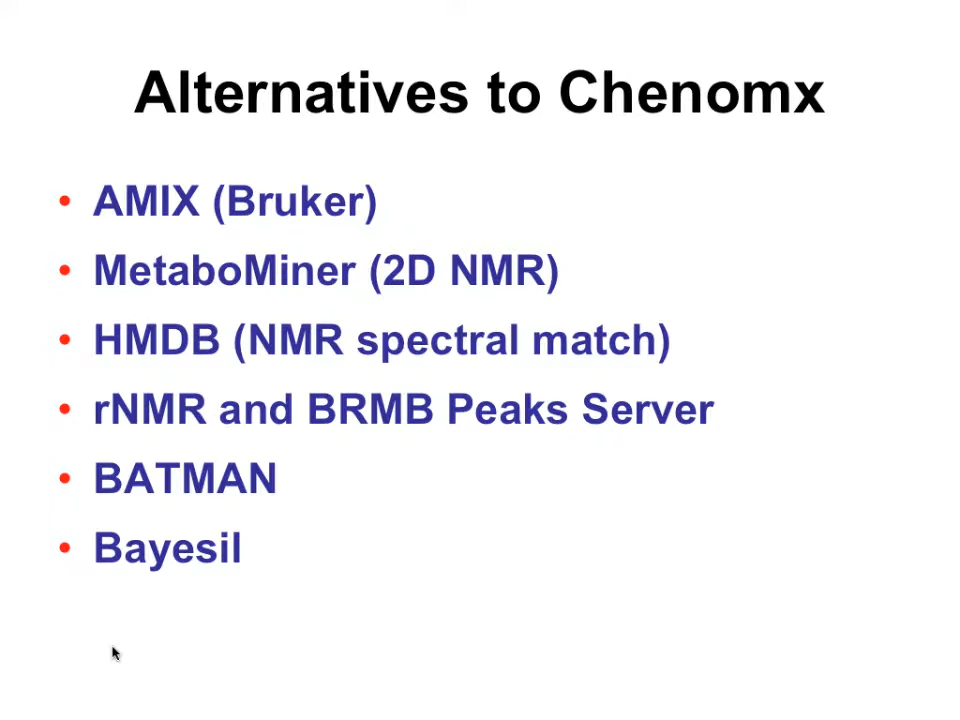 Alternatives to Chenomx
• AMIX (Bruker)
• MetaboMiner (2D NMR)
• HMDB (NMR spectral match)
• rNMR and BRMB Peaks Server
• BATMAN
• Bayesil